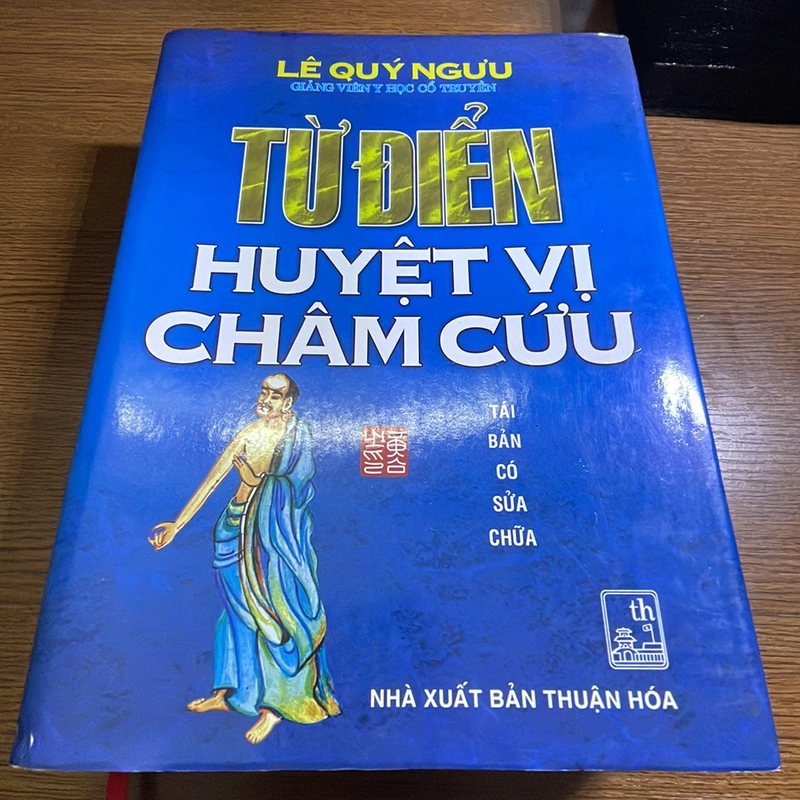 LÊ QUÝ NGƯU
GIẢNG VIÊN Y HỌC CỔ TRUYỀN
TỪ ĐIỂN
HUYỆT VỊ
CHÂM CỨU
TÁI
BẢN
CÓ
SỬA
CHỮA
th
NHÀ XUẤT BẢN THUẬN HÓA